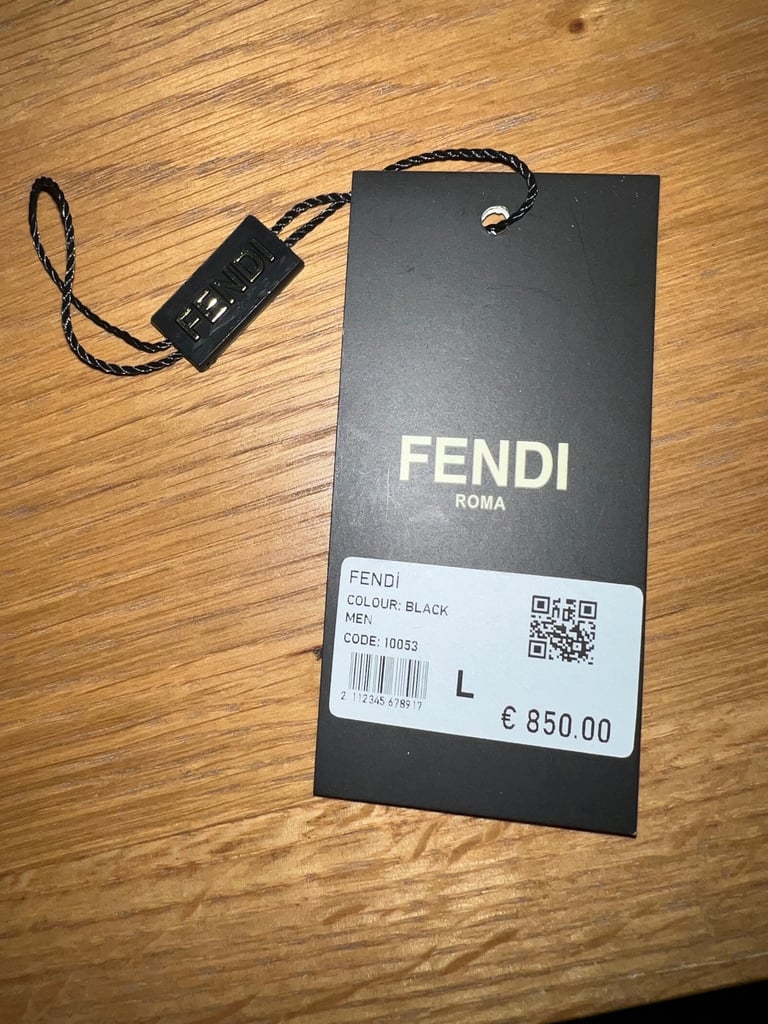 FENDI
FENDI
ROMA
FENDİ
COLOUR: BLACK
MEN
CODE: 10053
2 112345 678917
L
€ 850.00